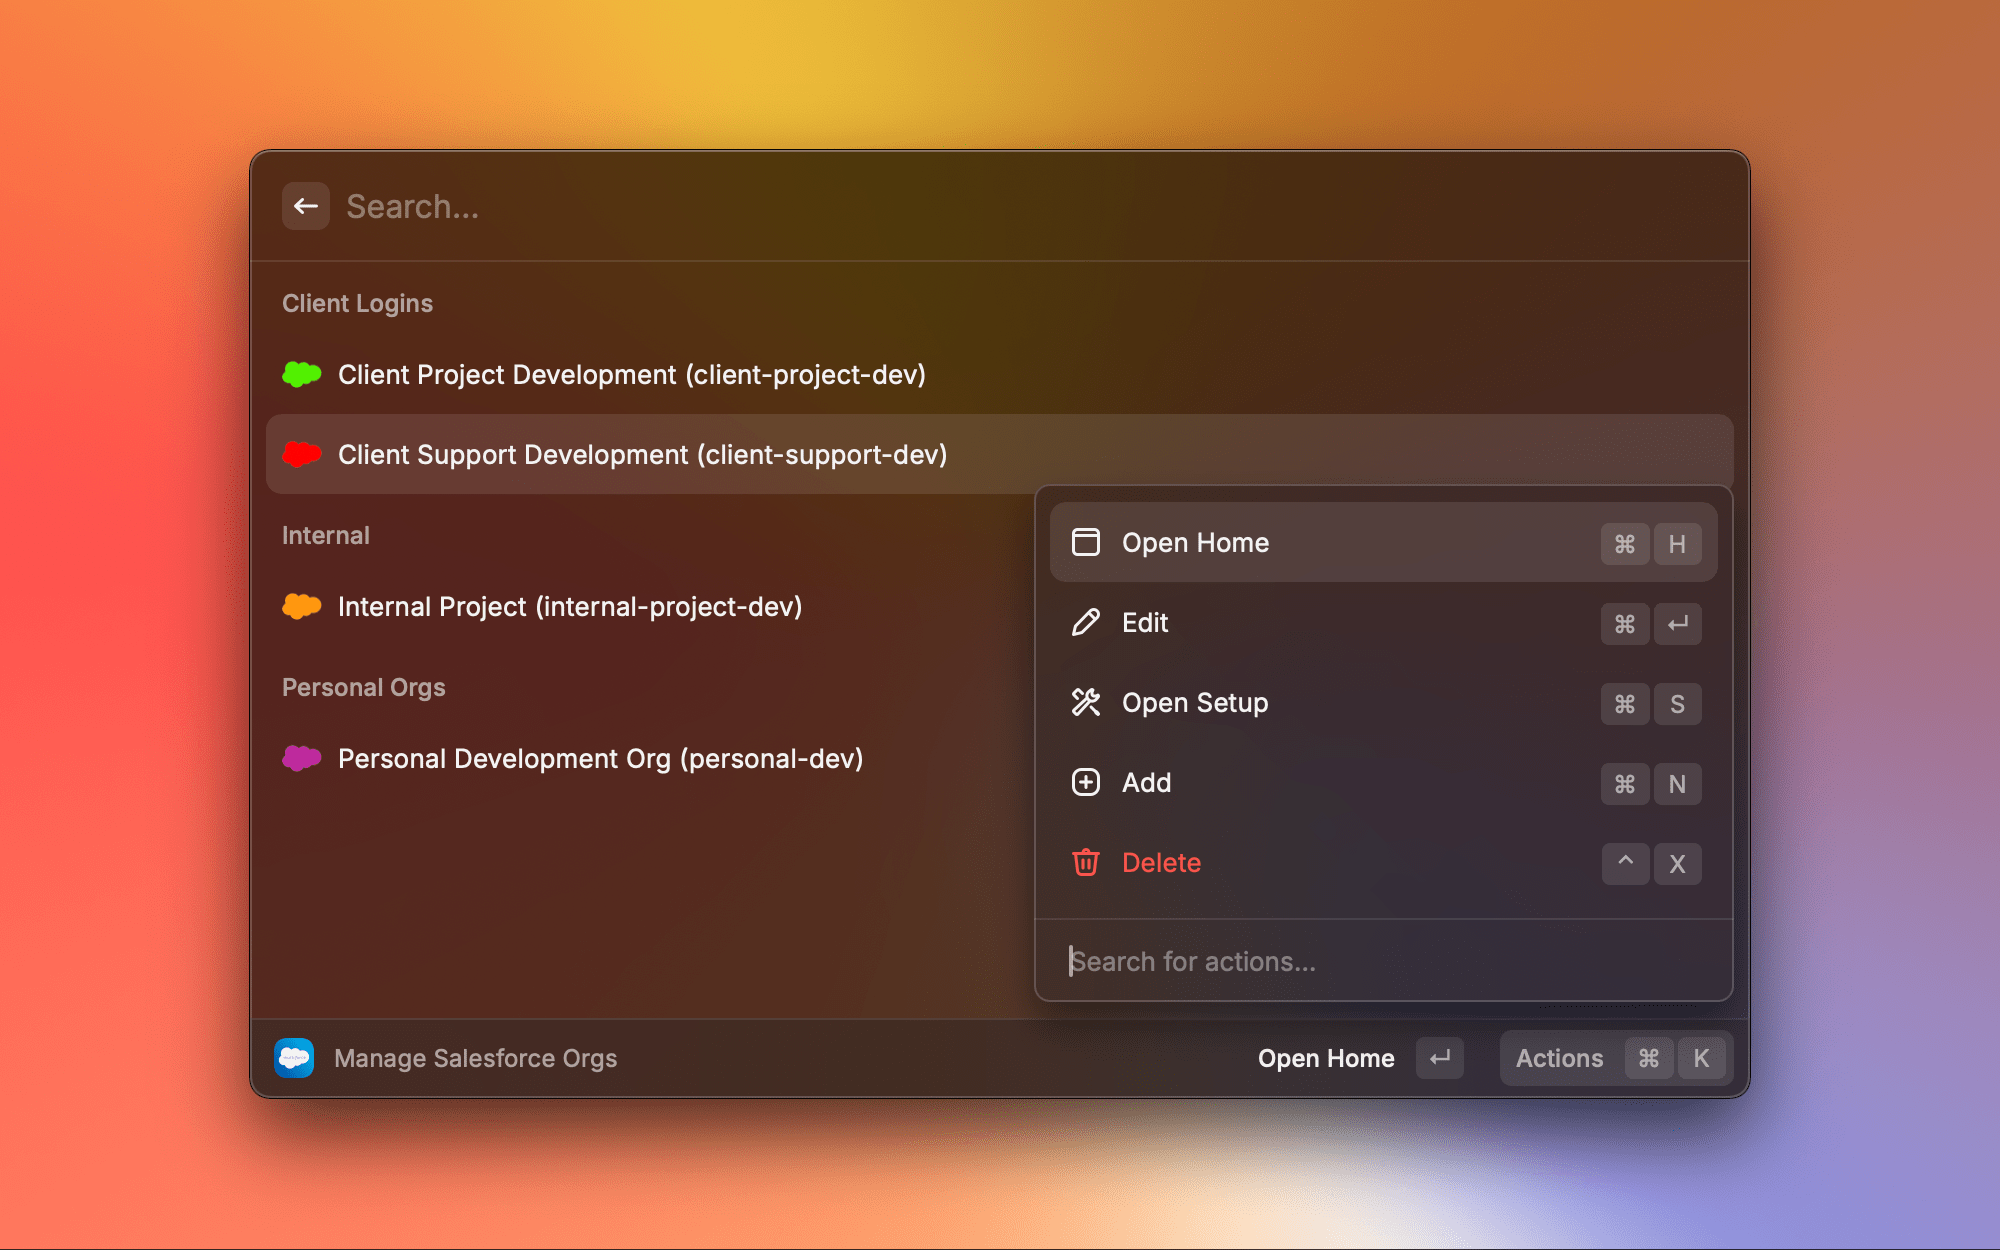 Search...
Client Logins
Client Project Development (client-project-dev)
Client Support Development (client-support-dev)
Internal
Internal Project (internal-project-dev)
Personal Orgs
Personal Development Org (personal-dev)
Open Home ⌘ H
Edit ⌘ ↵
Open Setup ⌘ S
Add ⌘ N
Delete ^ X
Search for actions...
Manage Salesforce Orgs
Open Home ↵ Actions ⌘ K